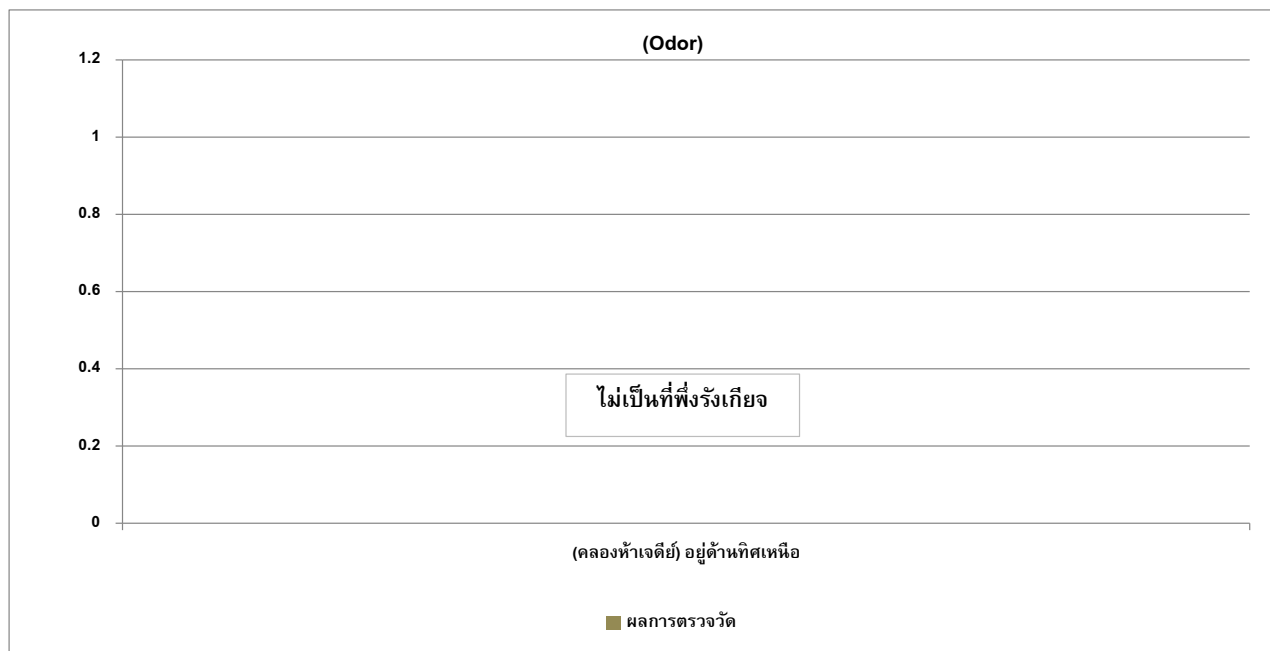 (Odor)
1.2
1
0.8
0.6
0.4
ไม่เป็นที่พึ่งรังเกียจ
0.2
0
(คลองห้าเจดีย์) อยู่ด้านทิศเหนือ
ผลการตรวจวัด